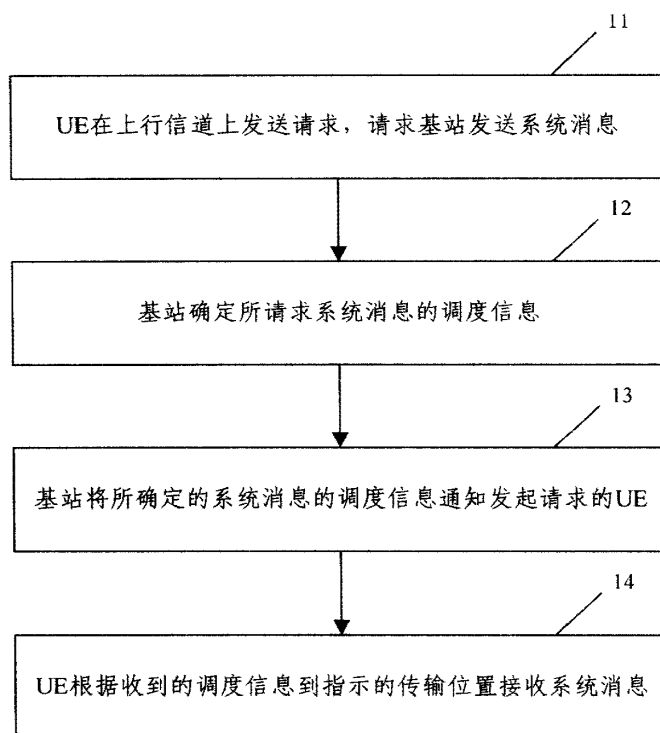 11
UE在上行信道上发送请求，请求基站发送系统消息
12
基站确定所请求系统消息的调度信息
13
基站将所确定的系统消息的调度信息通知发起请求的UE
14
UE根据收到的调度信息到指示的传输位置接收系统消息